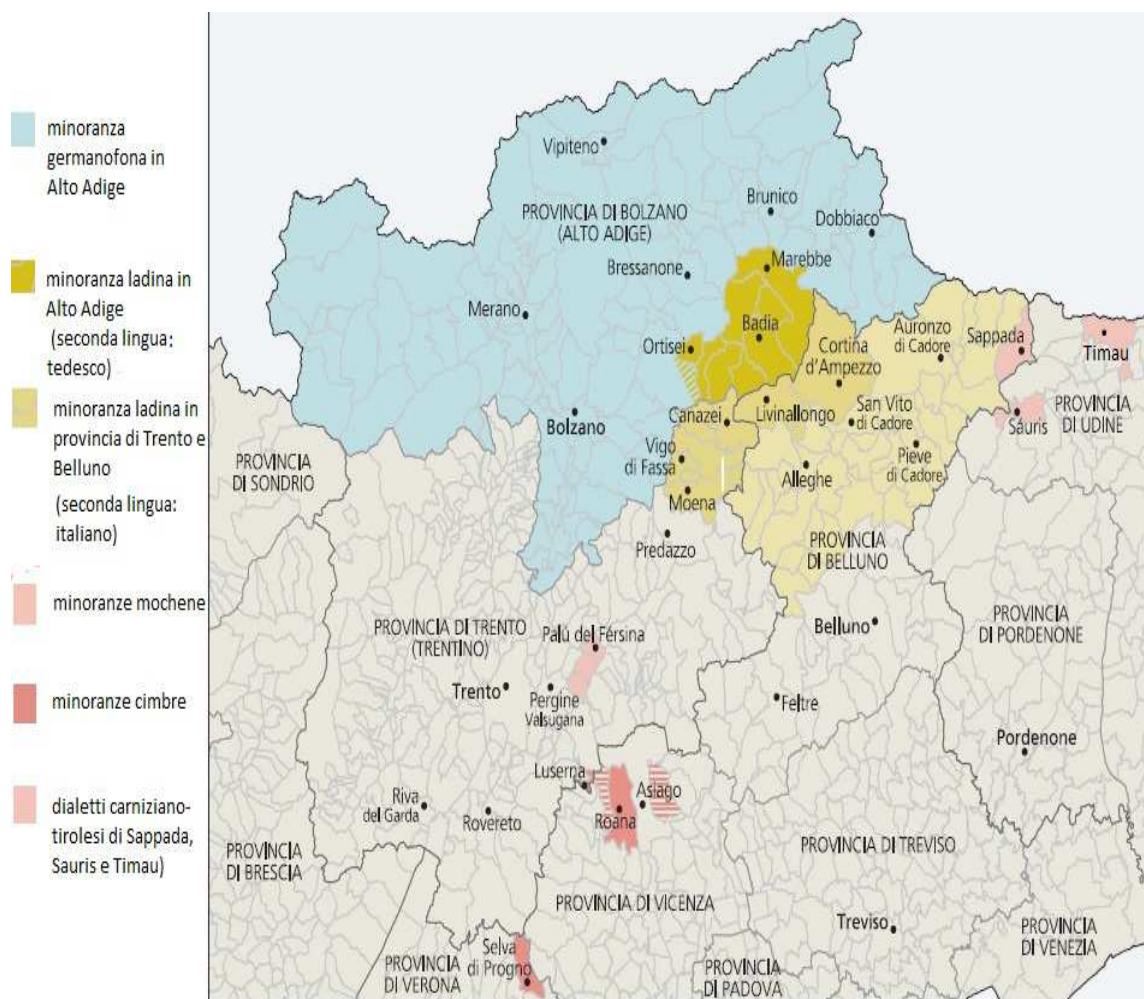 minoranza
germanofona in
Alto Adige
minoranza ladina in
Alto Adige
(seconda lingua:
tedesco)
minoranza ladina in
provincia di Trento e
Belluno
(seconda lingua:
italiano)
minoranze mochene
minoranze cimbre
dialetti carniziano-
tirolesi di Sappada,
Sauris e Timau)
Vipiteno
Brunico
PROVINCIA DI BOLZANO
(ALTO ADIGE)
Dobbiaco
Bressanone
Marebbe
Merano
Badia
Ortisei
Auronzo
di Cadore
Sappada
Timau
Cortina
d'Ampezzo
Canazei
Livinallongo
San Vito
di Cadore
Sáuris
PROVINCIA
DI UDINE
Bolzano
Vigo
di Fassa
Alleghe
Pieve
di Cadore
PROVINCIA
DI SONDRIO
Moena
Predazzo
PROVINCIA
DI BELLUNO
PROVINCIA DI TRENTO
(TRENTINO)
Palù del Férsina
Belluno
PROVINCIA
DI PORDENONE
Trento
Pergine
Valsugana
Feltre
Pordenone
Luserna
Asiago
Roana
Riva
del Garda
Rovereto
PROVINCIA
DI BRESCIA
PROVINCIA DI TREVISO
PROVINCIA DI VICENZA
Treviso
Selva
di Progno
PROVINCIA
DI VERONA
PROVINCIA
DI PADOVA
PROVINCIA
DI VENEZIA